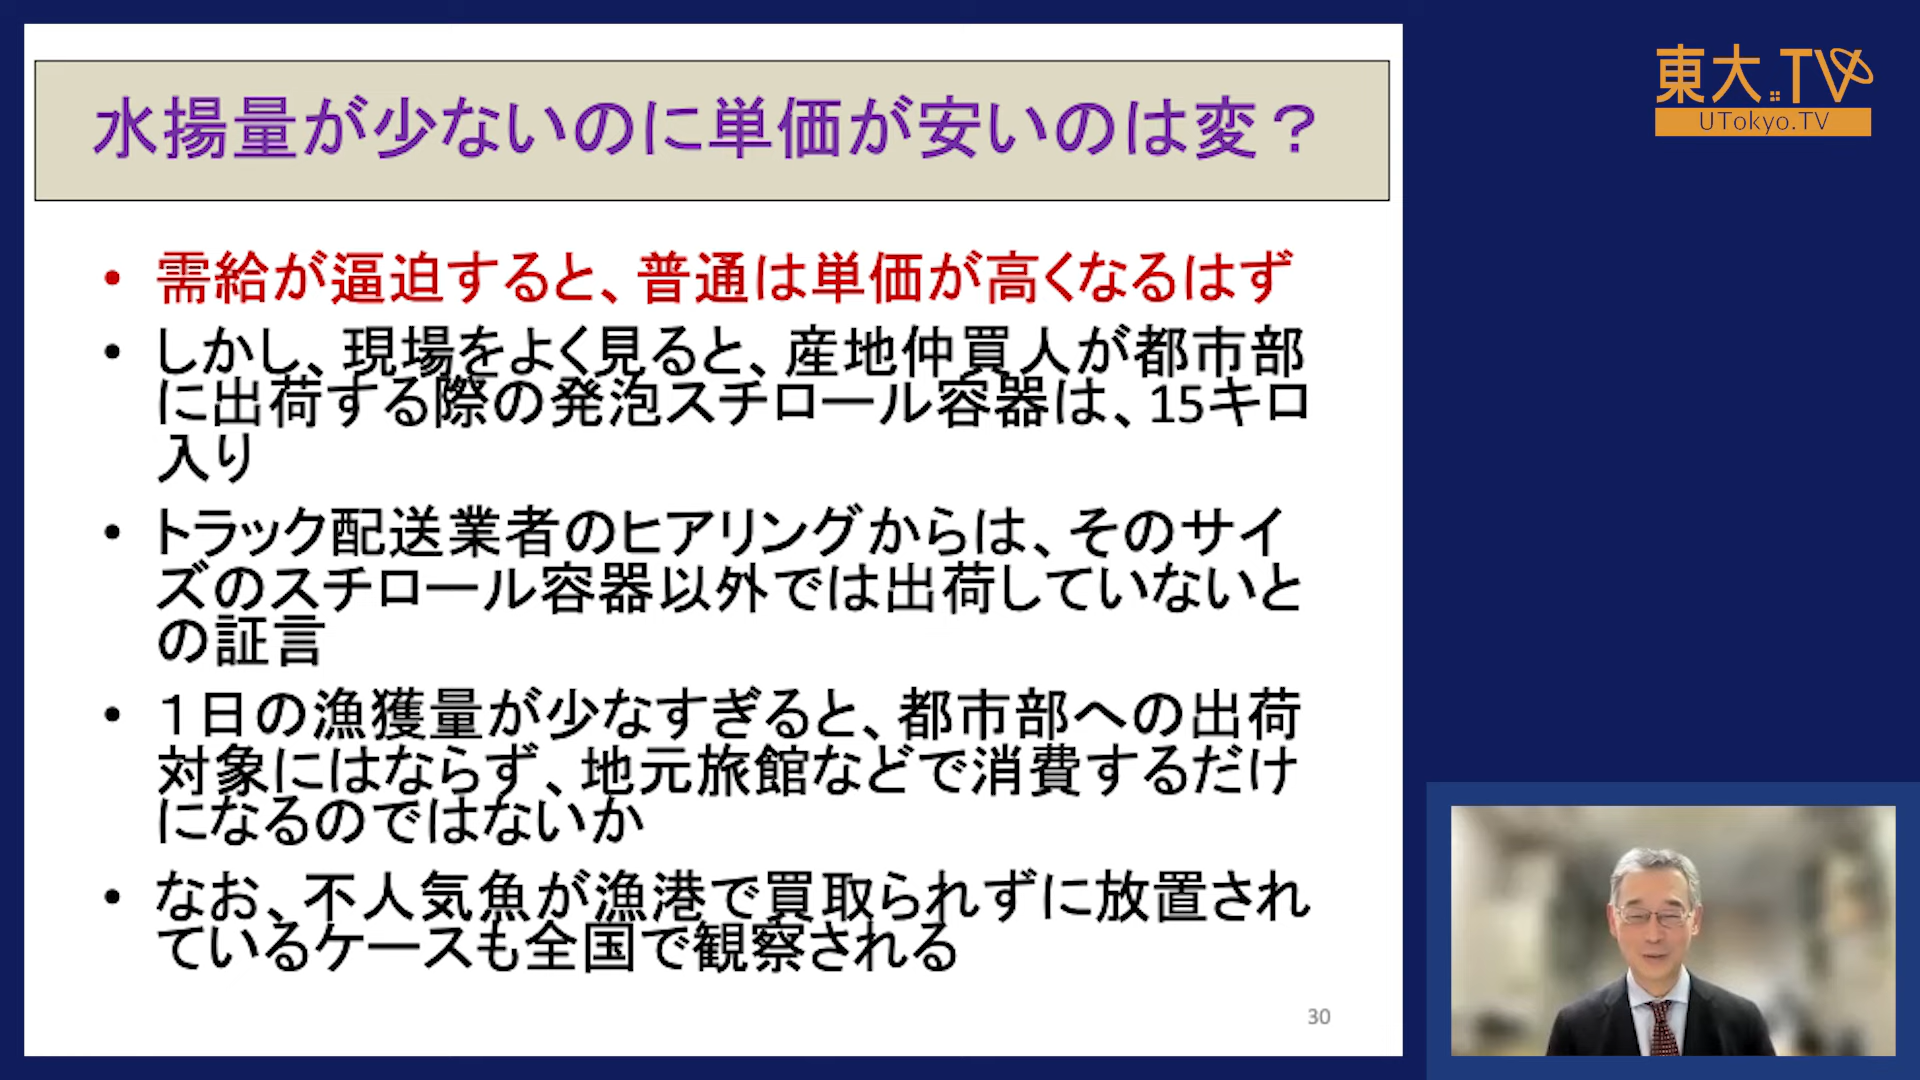 水揚量が少ないのに単価が安いのは変？
• 需給が逼迫すると、普通は単価が高くなるはず
• しかし、現場をよく見ると、産地仲買人が都市部
に出荷する際の発泡スチロール容器は、15キロ
入り
• トラック配送業者のヒアリングからは、そのサイ
ズのスチロール容器以外では出荷していないと
の証言
• １日の漁獲量が少なすぎると、都市部への出荷
対象にはならず、地元旅館などで消費するだけ
になるのではないか
• なお、不人気魚が漁港で買取られずに放置され
ているケースも全国で観察される
30
東大.TV
UTokyo.TV